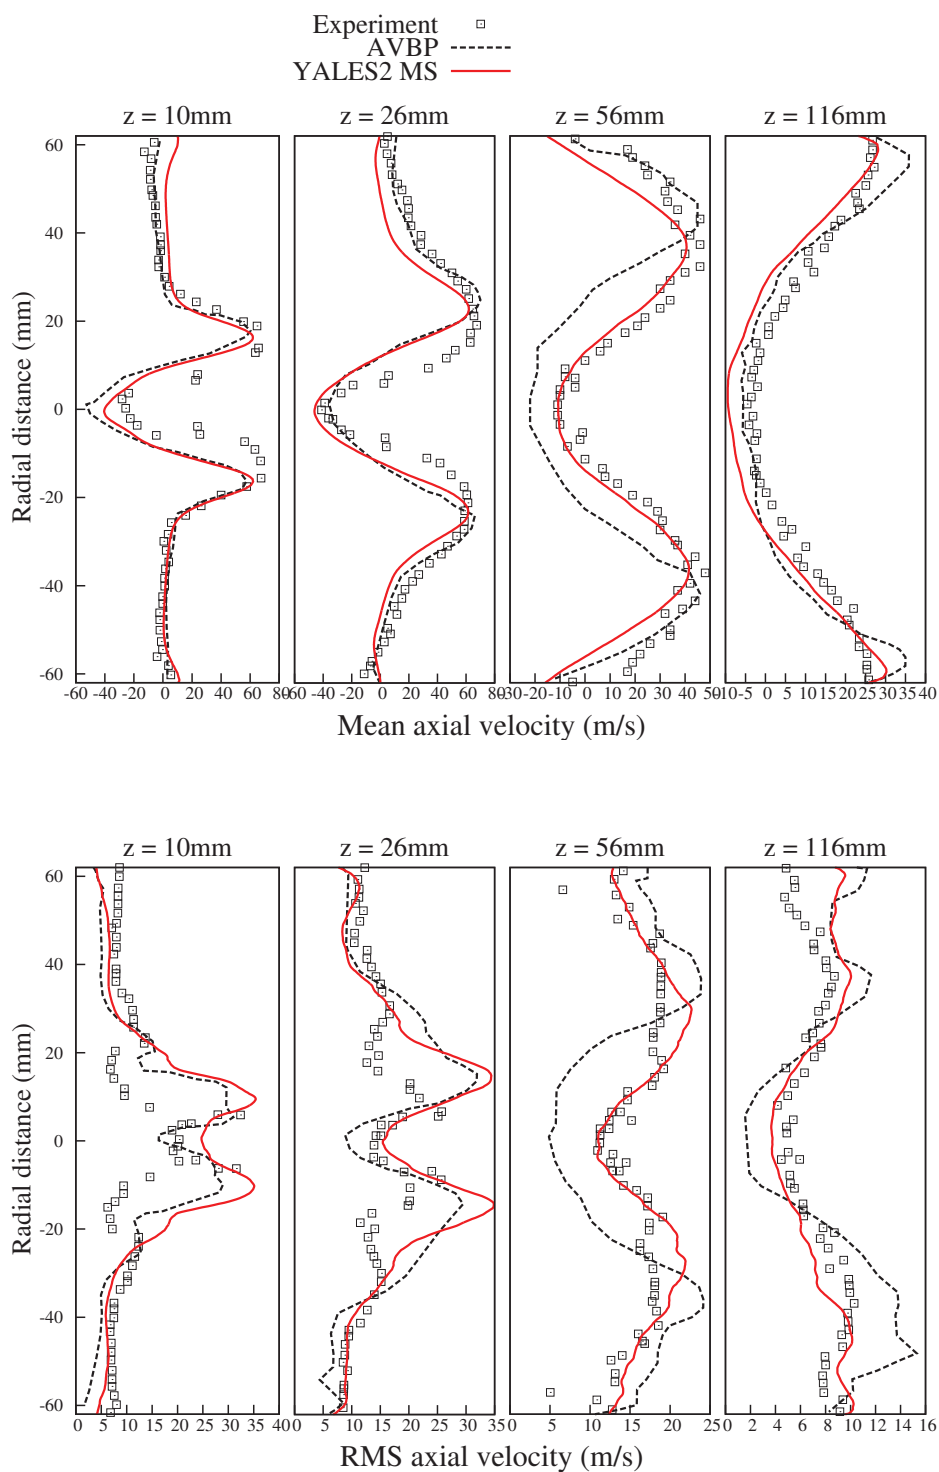 Experiment
AVBP
YALES2 MS
z = 10mm
z = 26mm
z = 56mm
z = 116mm
Radial distance (mm)
60
40
20
0
-20
-40
-60
-60 -40 -20 0 20 40 60 80
-60 -40 -20 0 20 40 60 80
-30 -20 -10 0 10 20 30 40 50
-10 -5 0 5 10 15 20 25 30 35 40
Mean axial velocity (m/s)
z = 10mm
z = 26mm
z = 56mm
z = 116mm
Radial distance (mm)
60
40
20
0
-20
-40
-60
0 5 10 15 20 25 30 35 40
0 5 10 15 20 25 30 35
0 5 10 15 20 25
0 2 4 6 8 10 12 14 16
RMS axial velocity (m/s)